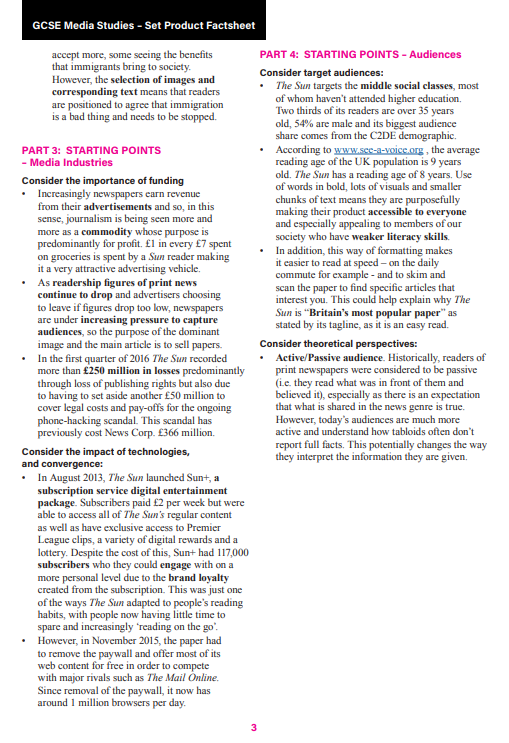 GCSE Media Studies – Set Product Factsheet
accept more, some seeing the benefits
that immigrants bring to society.
However, the selection of images and
corresponding text means that readers
are positioned to agree that immigration
is a bad thing and needs to be stopped.
PART 3:  STARTING POINTS
– Media Industries
Consider the importance of funding
• Increasingly newspapers earn revenue
from their advertisements and so, in this
sense, journalism is being seen more and
more as a commodity whose purpose is
predominantly for profit. £1 in every £7 spent
on groceries is spent by a Sun reader making
it a very attractive advertising vehicle.
• As readership figures of print news
continue to drop and advertisers choosing
to leave if figures drop too low, newspapers
are under increasing pressure to capture
audiences, so the purpose of the dominant
image and the main article is to sell papers.
• In the first quarter of 2016 The Sun recorded
more than £250 million in losses predominantly
through loss of publishing rights but also due
to having to set aside another £50 million to
cover legal costs and pay-offs for the ongoing
phone-hacking scandal. This scandal has
previously cost News Corp. £366 million.
Consider the impact of technologies,
and convergence:
• In August 2013, The Sun launched Sun+, a
subscription service digital entertainment
package. Subscribers paid £2 per week but were
able to access all of The Sun's regular content
as well as have exclusive access to Premier
League clips, a variety of digital rewards and a
lottery. Despite the cost of this, Sun+ had 117,000
subscribers who they could engage with on a
more personal level due to the brand loyalty
created from the subscription. This was just one
of the ways The Sun adapted to people's reading
habits, with people now having little time to
spare and increasingly 'reading on the go'.
• However, in November 2015, the paper had
to remove the paywall and offer most of its
web content for free in order to compete
with major rivals such as The Mail Online.
Since removal of the paywall, it now has
around 1 million browsers per day.
PART 4:  STARTING POINTS – Audiences
Consider target audiences:
• The Sun targets the middle social classes, most
of whom haven't attended higher education.
Two thirds of its readers are over 35 years
old, 54% are male and its biggest audience
share comes from the C2DE demographic.
• According to www.see-a-voice.org , the average
reading age of the UK population is 9 years
old. The Sun has a reading age of 8 years. Use
of words in bold, lots of visuals and smaller
chunks of text means they are purposefully
making their product accessible to everyone
and especially appealing to members of our
society who have weaker literacy skills.
• In addition, this way of formatting makes
it easier to read at speed – on the daily
commute for example - and to skim and
scan the paper to find specific articles that
interest you. This could help explain why The
Sun is "Britain's most popular paper" as
stated by its tagline, as it is an easy read.
Consider theoretical perspectives:
• Active/Passive audience. Historically, readers of
print newspapers were considered to be passive
(i.e. they read what was in front of them and
believed it), especially as there is an expectation
that what is shared in the news genre is true.
However, today's audiences are much more
active and understand how tabloids often don't
report full facts. This potentially changes the way
they interpret the information they are given.
3